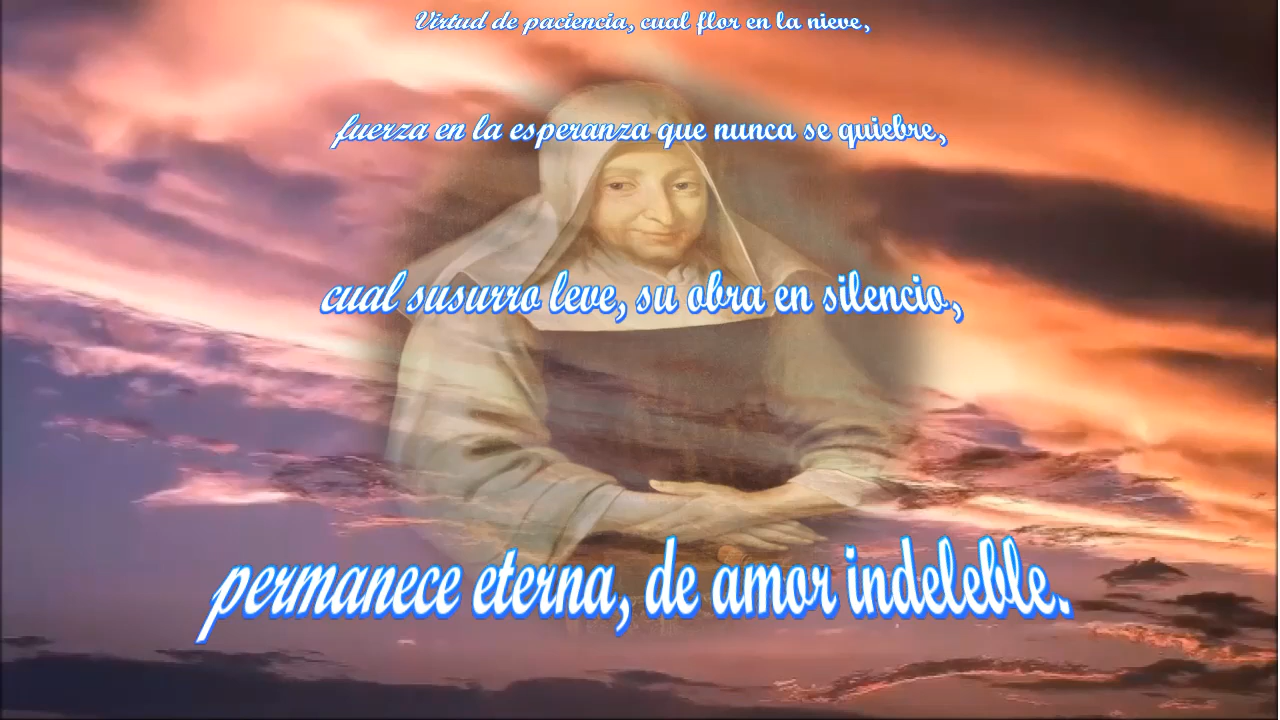 Virtud de paciencia, cual flor en la nieve,
fuerza en la esperanza que nunca se quiebre,
cual susurro leve, su obra en silencio,
permanece eterna, de amor indeleble.